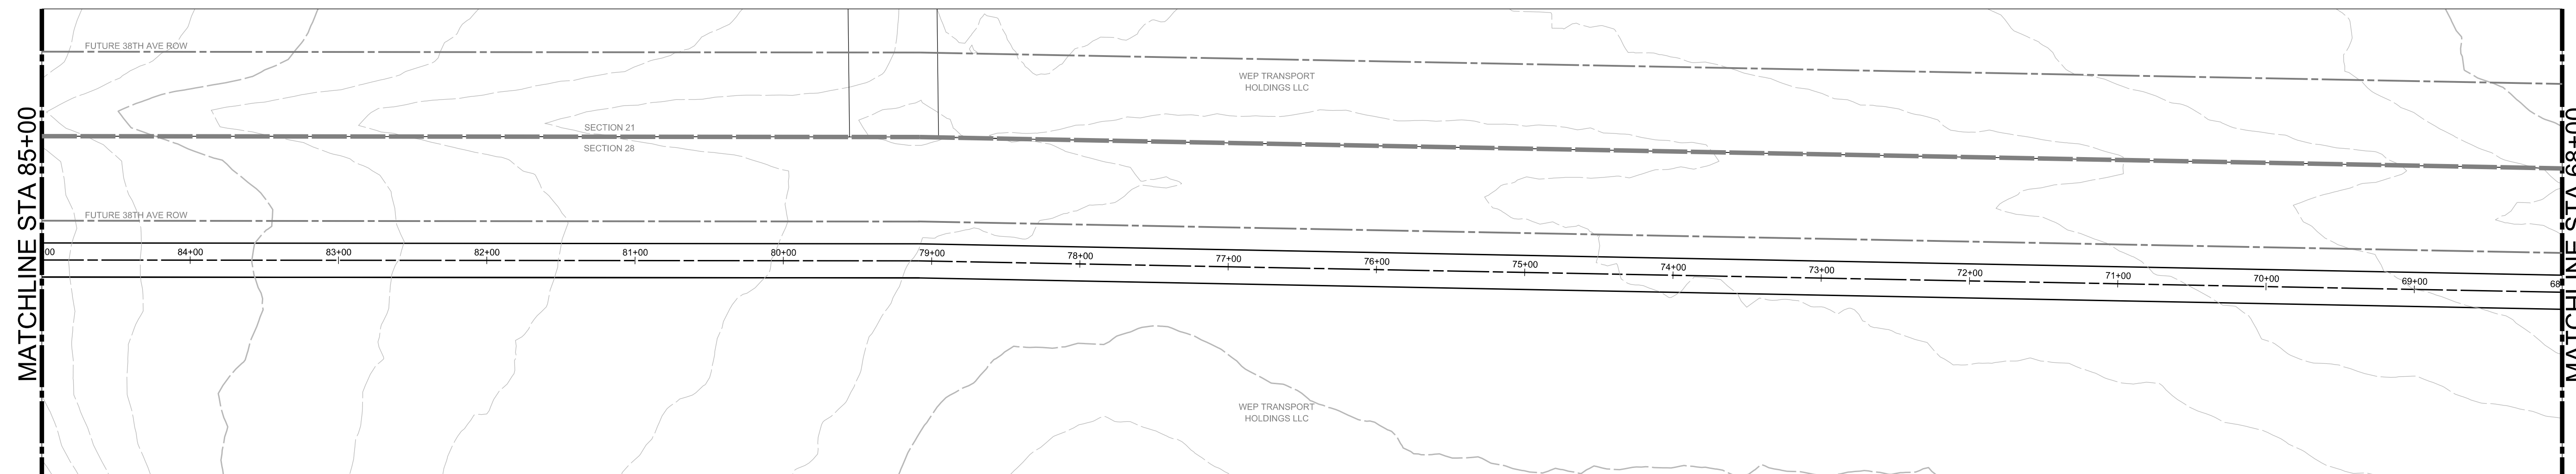 MATCHLINE STA 85+00
FUTURE 38TH AVE ROW
WEP TRANSPORT
HOLDINGS LLC
SECTION 21
SECTION 28
FUTURE 38TH AVE ROW
00
84+00
83+00
82+00
81+00
80+00
79+00
78+00
77+00
76+00
75+00
74+00
73+00
72+00
71+00
70+00
69+00
68
WEP TRANSPORT
HOLDINGS LLC
MATCHLINE STA 68+00